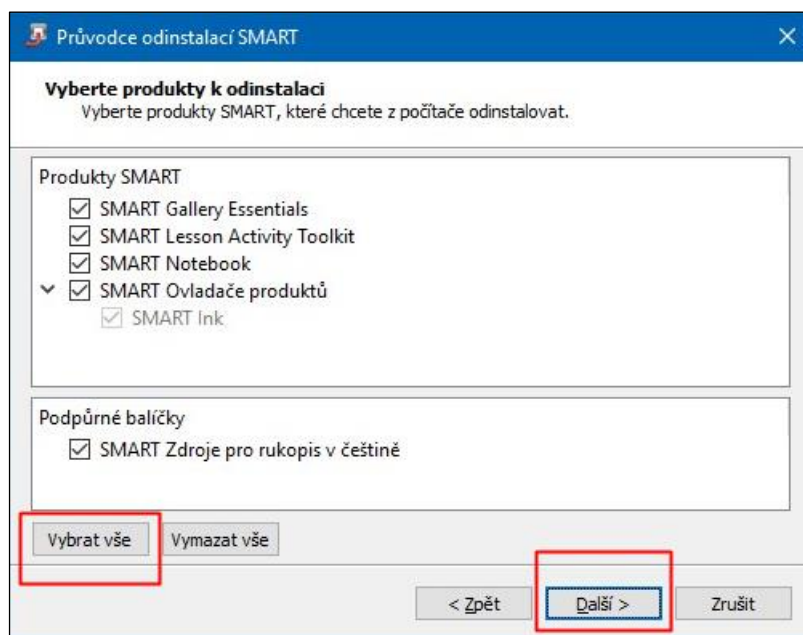 Průvodce odinstalací SMART
Vyberte produkty k odinstalaci
Vyberte produkty SMART, které chcete z počítače odinstalovat.
Produkty SMART
SMART Gallery Essentials
SMART Lesson Activity Toolkit
SMART Notebook
SMART Ovladače produktů
SMART Ink
Podpůrné balíčky
SMART Zdroje pro rukopis v češtině
Vybrat vše Vymazat vše
< Zpět Další > Zrušit